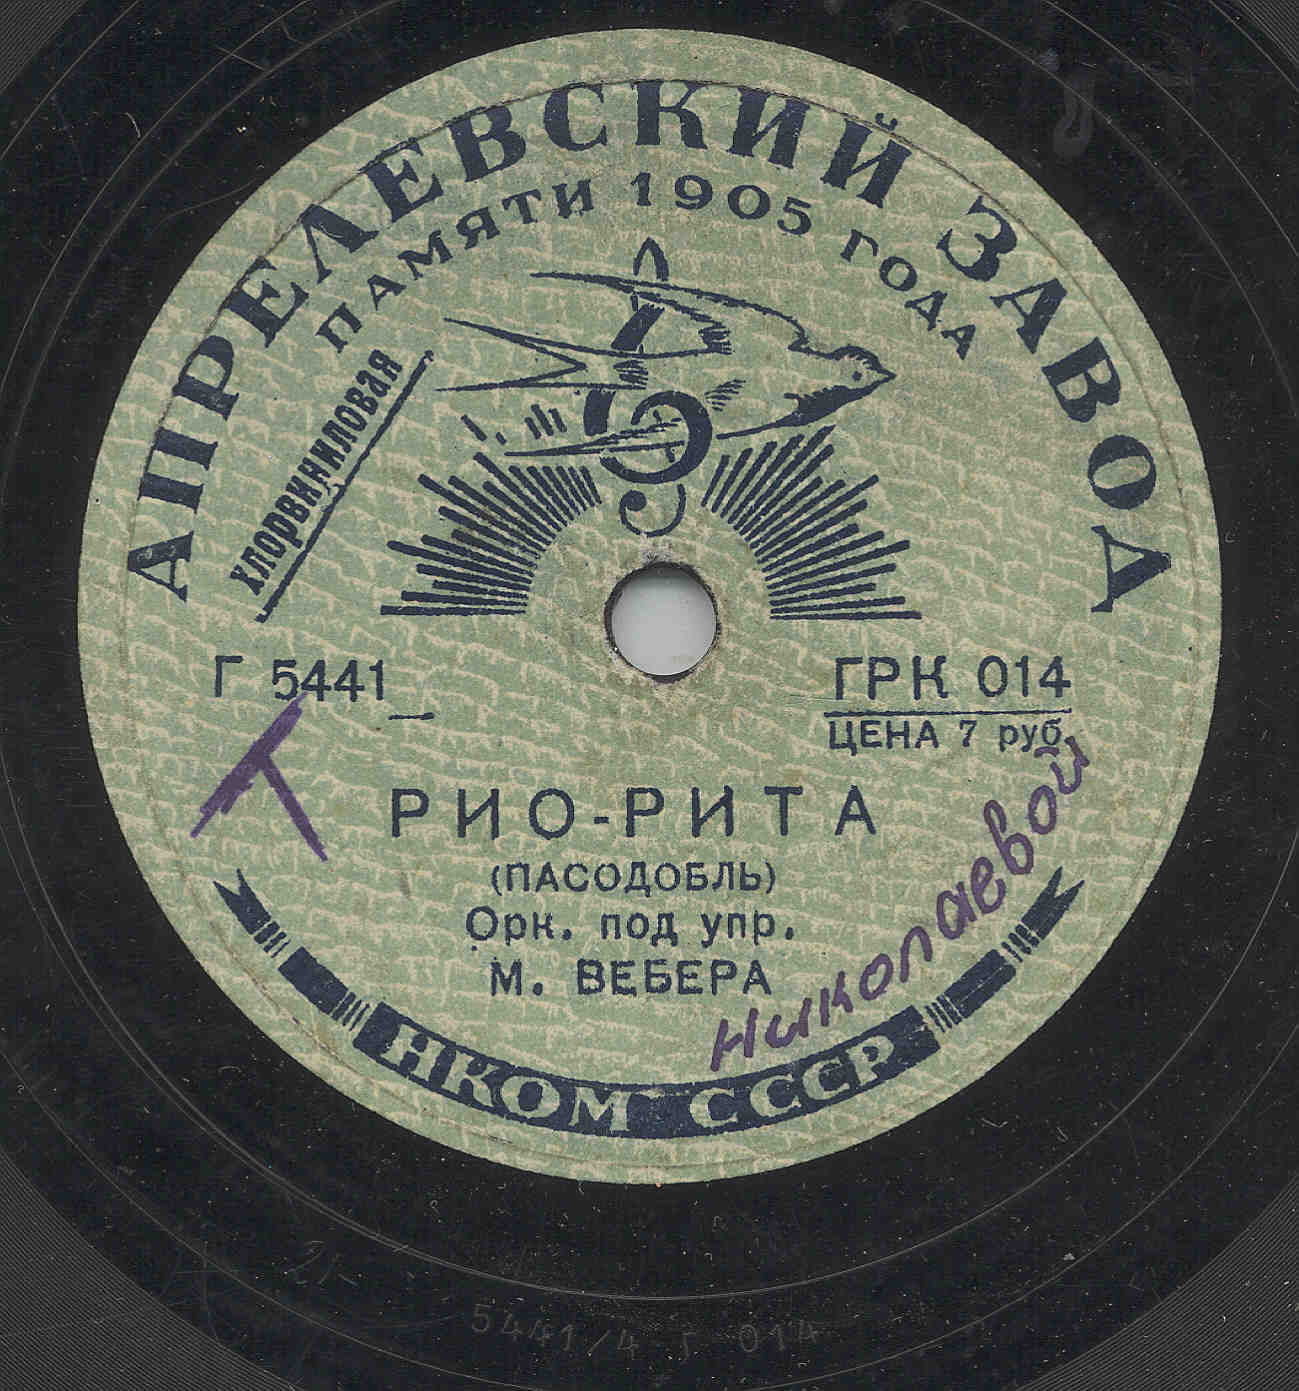 АПРЕЛЕВСКИЙ ЗАВОД
ПАМЯТИ 1905 ГОДА
хлорвиниловая
Г 5441
ГРК 014
ЦЕНА 7 руб.
Т
РИО-РИТА
(ПАСОДОБЛЬ)
Орк. под упр.
М. ВЕБЕРА
николаевой
НКОМ СССР
21-
5441/4 Г 014